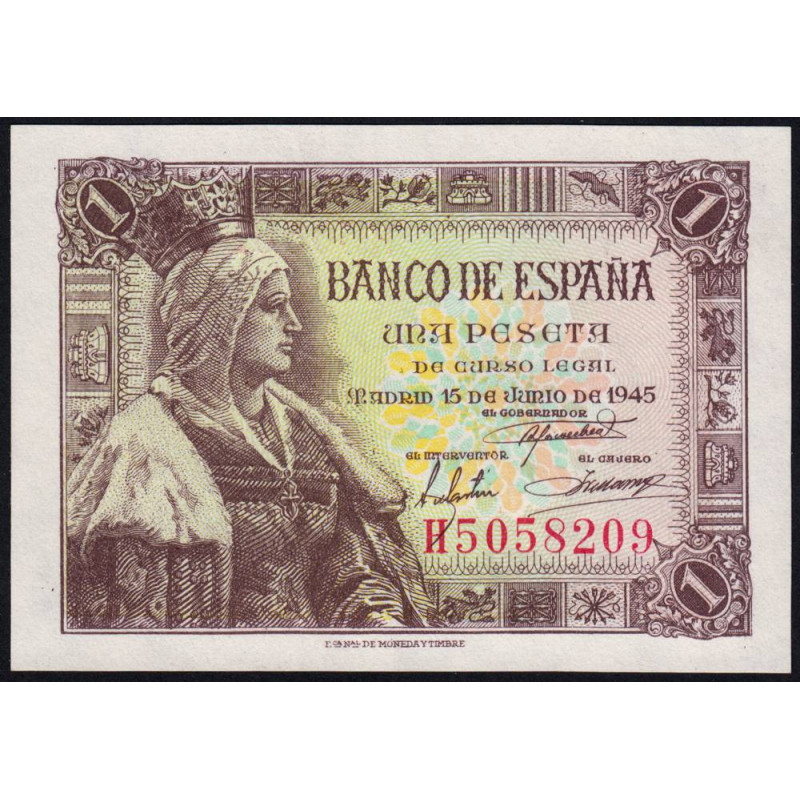 1 1
BANCO DE ESPAÑA
UNA PESETA
DE CURSO LEGAL
MADRID 15 DE JUNIO DE 1945
EL GOBERNADOR
EL INTERVENTOR EL CAJERO
H5058209
1
F. Nal DE MONEDA Y TIMBRE